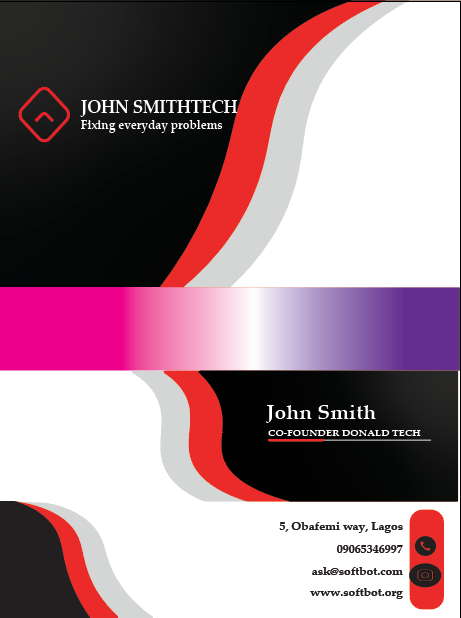 JOHN SMITHTECH
Fixing everyday problems
John Smith
CO-FOUNDER DONALD TECH
5, Obafemi way, Lagos
09065346997
ask@softbot.com
www.softbot.org